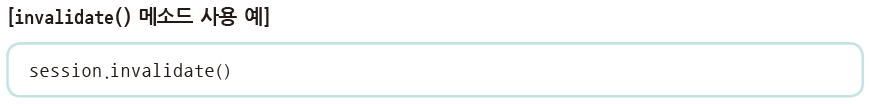 [invalidate() 메소드 사용 예]
session.invalidate()